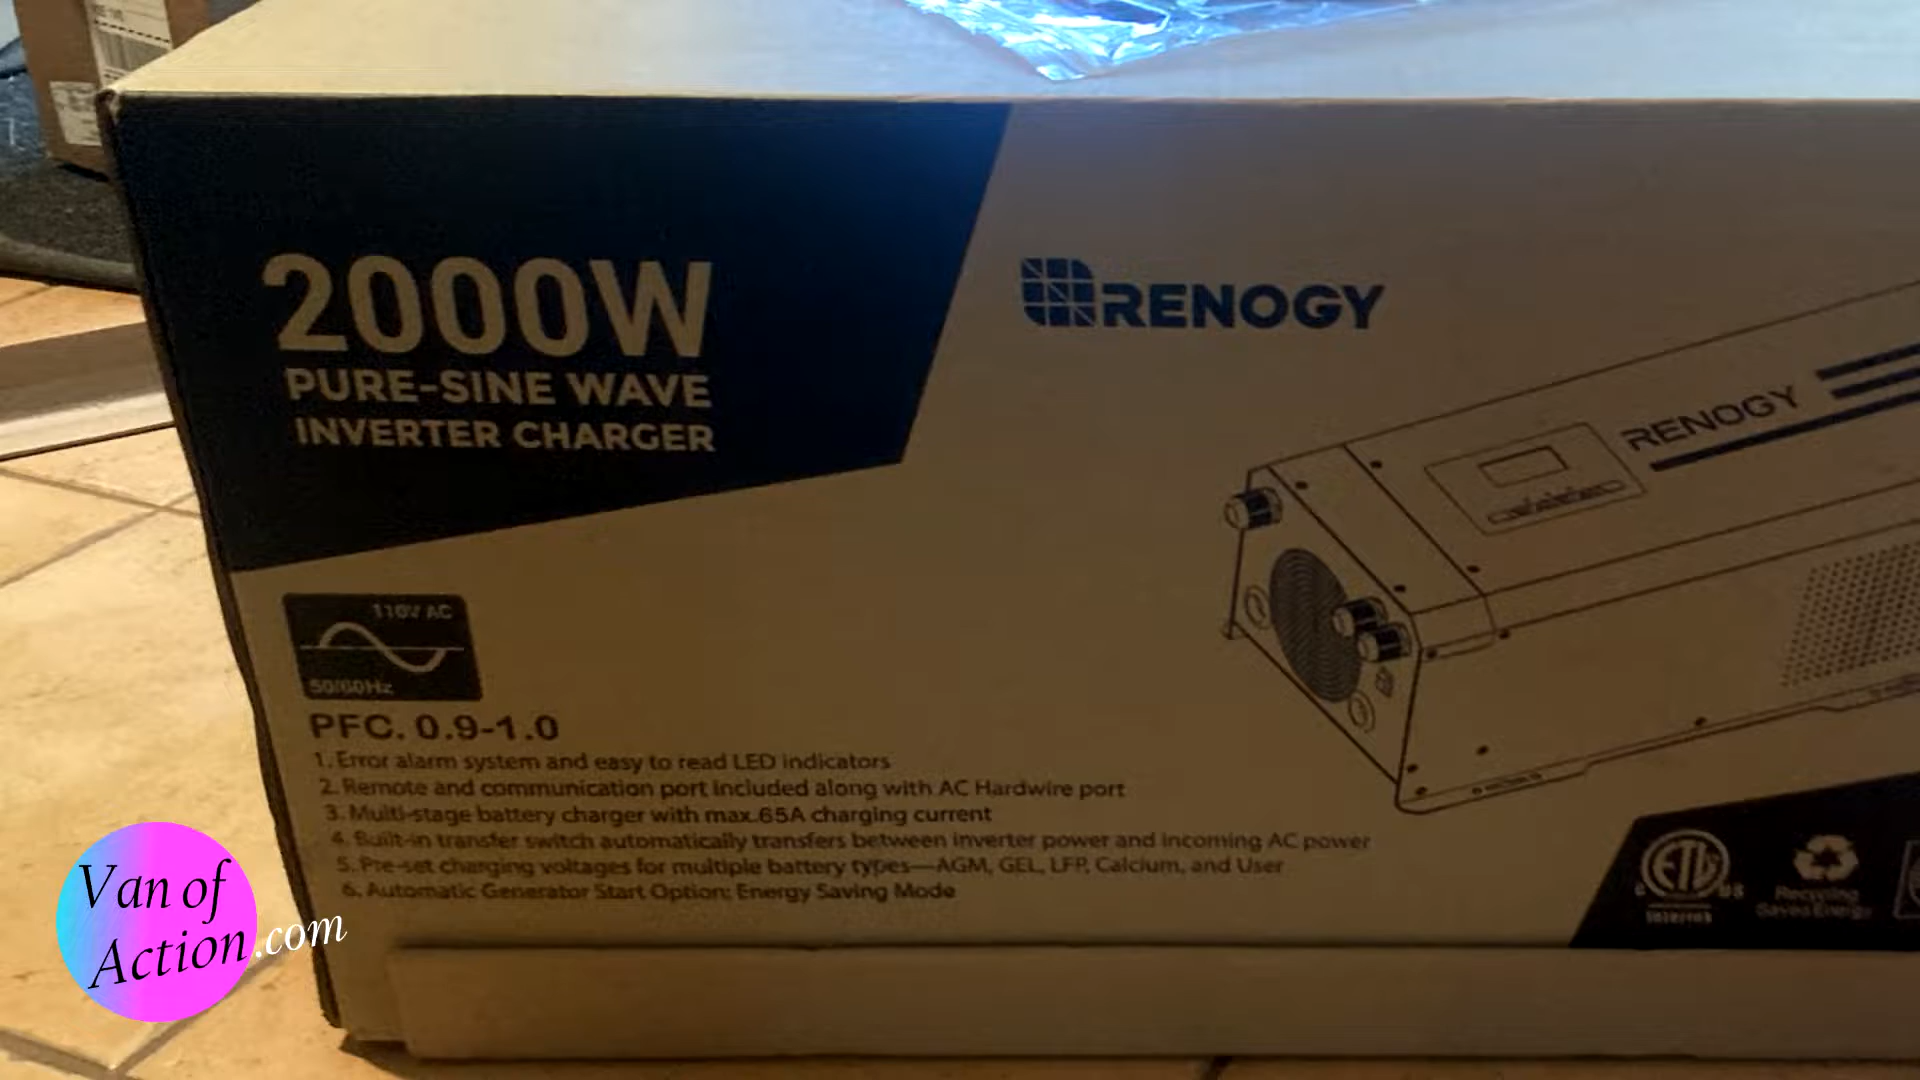 2000W
PURE-SINE WAVE
INVERTER CHARGER
RENOGY
RENOGY
110V AC
50/60Hz
PFC. 0.9-1.0
1. Error alarm system and easy to read LED indicators
2. Remote and communication port included along with AC Hardwire port
3. Multi-stage battery charger with max.65A charging current
4. Built-in transfer switch automatically transfers between inverter power and incoming AC power
5. Pre-set charging voltages for multiple battery types—AGM, GEL, LFP, Calcium, and User
6. Automatic Generator Start Option; Energy Saving Mode
ETL
c us
Intertek
Recycling
Saves Energy
Van of
Action.com